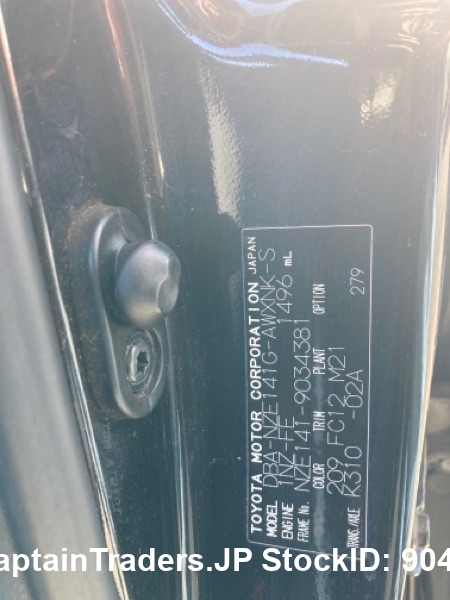 TOYOTA MOTOR CORPORATION JAPAN
MODEL DBA-NZE141G-AWXNK-S
ENGINE 1NZ-FE 1496 mL
FRAME No. NZE141-9034381
COLOR TRIM PLANT OPTION
209 FC12 M21 279
TRANS./AXLE K310 -02A
aptainTraders.JP StockID: 904